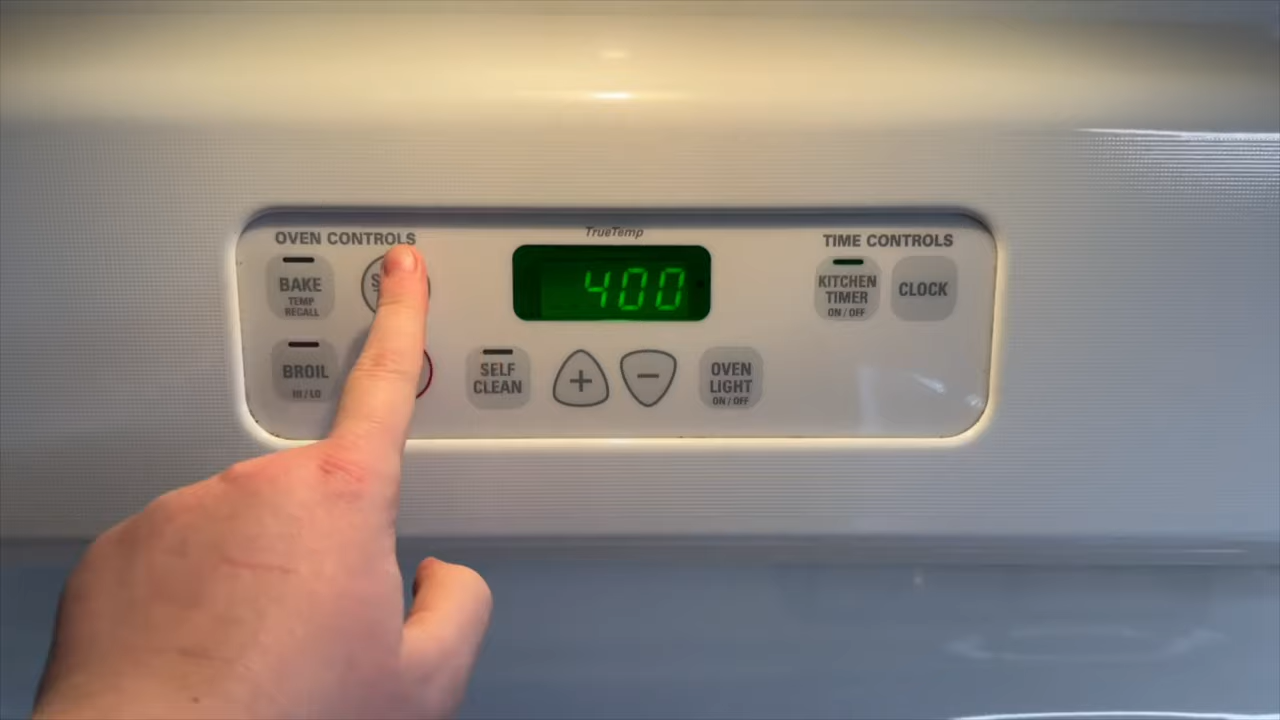 TrueTemp
OVEN CONTROLS
TIME CONTROLS
BAKE
TEMP
RECALL
400
KITCHEN
TIMER
ON / OFF
CLOCK
BROIL
HI / LO
SELF
CLEAN
+
−
OVEN
LIGHT
ON / OFF